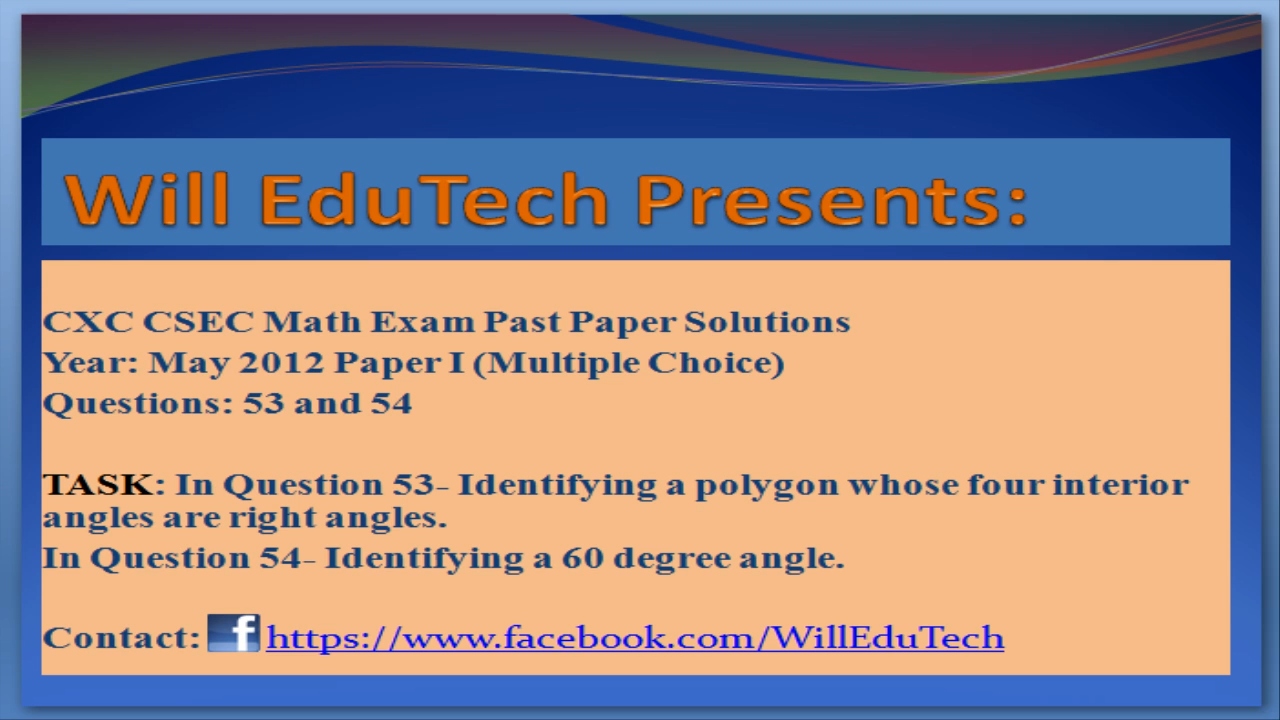 Will EduTech Presents:
CXC CSEC Math Exam Past Paper Solutions
Year: May 2012 Paper I (Multiple Choice)
Questions: 53 and 54
TASK: In Question 53- Identifying a polygon whose four interior
angles are right angles.
In Question 54- Identifying a 60 degree angle.
Contact: f https://www.facebook.com/WillEduTech